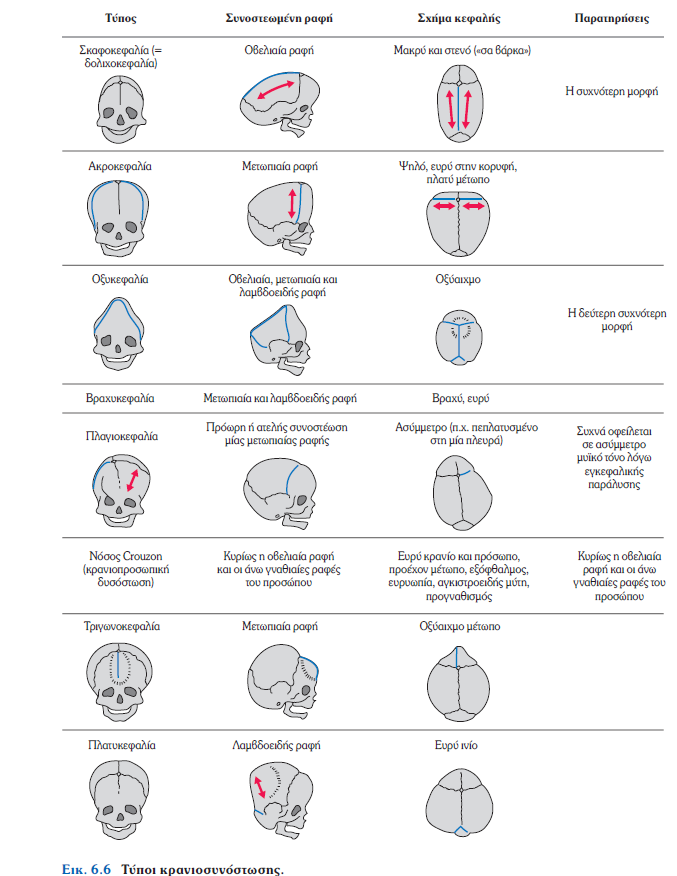 Τύπος Συνοστεωμένη ραφή Σχήμα κεφαλής Παρατηρήσεις
Σκαφοκεφαλία (=
δολιχοκεφαλία)
Οβελιαία ραφή
Μακρύ και στενό («σα βάρκα»)
Η συχνότερη μορφή
Ακροκεφαλία
Μετωπιαία ραφή
Ψηλό, ευρύ στην κορυφή,
πλατύ μέτωπο
Οξυκεφαλία
Οβελιαία, μετωπιαία και
λαμβδοειδής ραφή
Οξύαιχμο
Η δεύτερη συχνότερη
μορφή
Βραχυκεφαλία Μετωπιαία και λαμβδοειδής ραφή Βραχύ, ευρύ
Πλαγιοκεφαλία
Πρόωρη ή ατελής συνοστέωση
μίας μετωπιαίας ραφής
Ασύμμετρο (π.χ. πεπλατυσμένο
στη μία πλευρά)
Συχνά οφείλεται
σε ασύμμετρο
μυϊκό τόνο λόγω
εγκεφαλικής
παράλυσης
Νόσος Crouzon
(κρανιοπροσωπική
δυσόστωση)
Κυρίως η οβελιαία ραφή
και οι άνω γναθιαίες ραφές
του προσώπου
Ευρύ κρανίο και πρόσωπο,
προέχον μέτωπο, εξόφθαλμος,
ευρυωπία, αγκιστροειδής μύτη,
προγναθισμός
Κυρίως η οβελιαία
ραφή και οι άνω
γναθιαίες ραφές του
προσώπου
Τριγωνοκεφαλία
Μετωπιαία ραφή
Οξύαιχμο μέτωπο
Πλατυκεφαλία
Λαμβδοειδής ραφή
Ευρύ ινίο
Εικ. 6.6 Τύποι κρανιοσυνόστωσης.